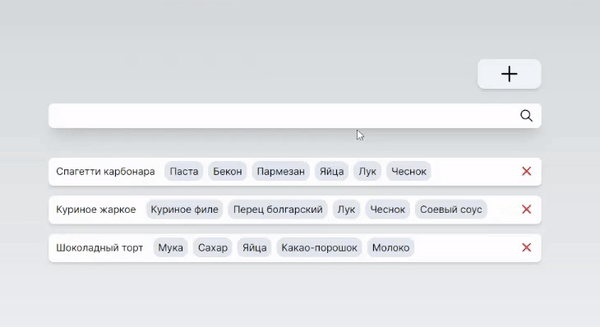 Спагетти карбонара Паста Бекон Пармезан Яйца Лук Чеснок
Куриное жаркое Куриное филе Перец болгарский Лук Чеснок Соевый соус
Шоколадный торт Мука Сахар Яйца Какао-порошок Молоко